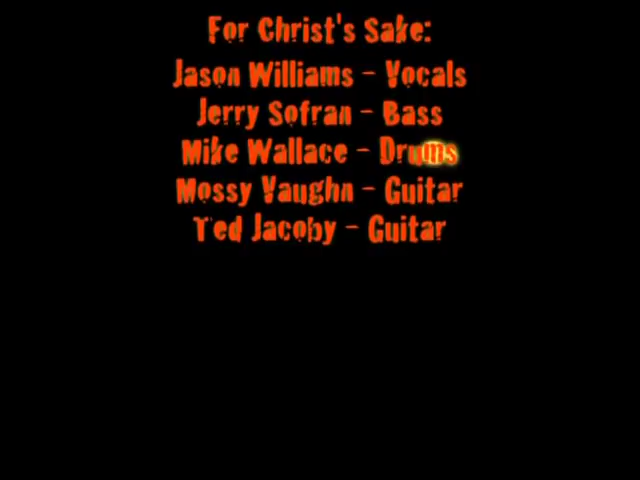 For Christ's Sake:
Jason Williams - Vocals
Jerry Sofran - Bass
Mike Wallace - Drums
Mossy Vaughn - Guitar
Ted Jacoby - Guitar